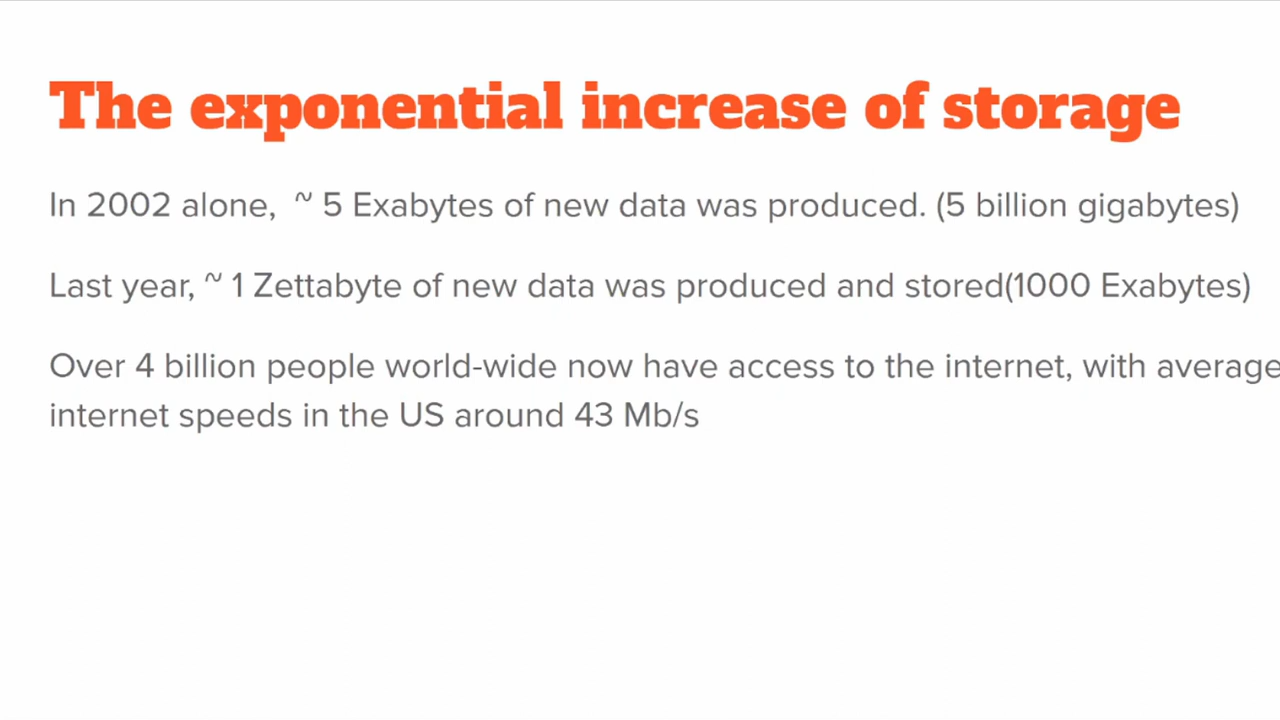 The exponential increase of storage
In 2002 alone, ~ 5 Exabytes of new data was produced. (5 billion gigabytes)
Last year, ~ 1 Zettabyte of new data was produced and stored(1000 Exabytes)
Over 4 billion people world-wide now have access to the internet, with average
internet speeds in the US around 43 Mb/s